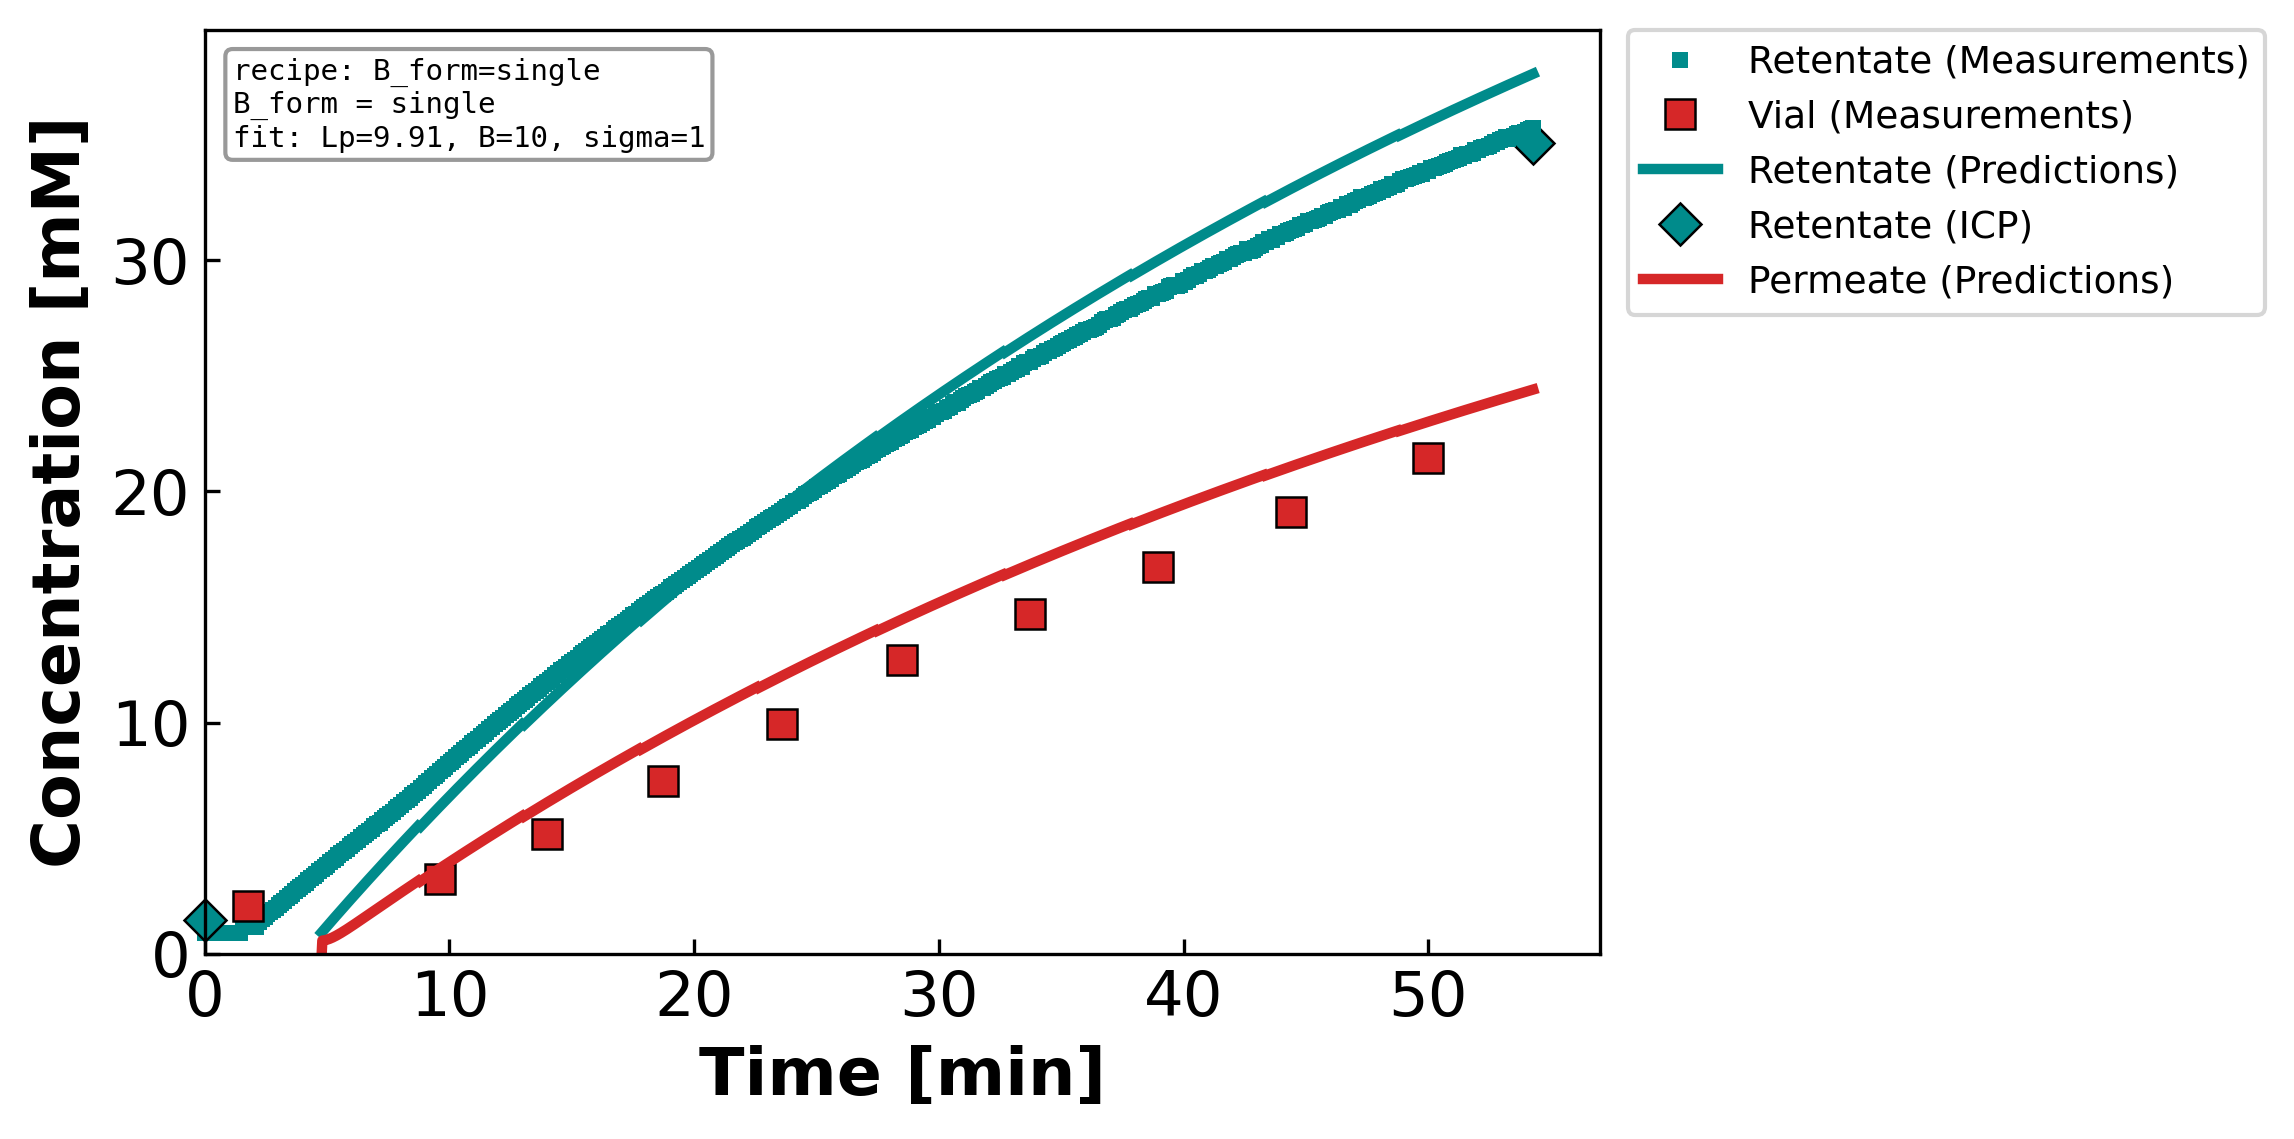 recipe: B_form=single
B_form = single
fit: Lp=9.91, B=10, sigma=1
Retentate (Measurements)
Vial (Measurements)
Retentate (Predictions)
Retentate (ICP)
Permeate (Predictions)
Concentration [mM]
30
20
10
0
0 10 20 30 40 50
Time [min]